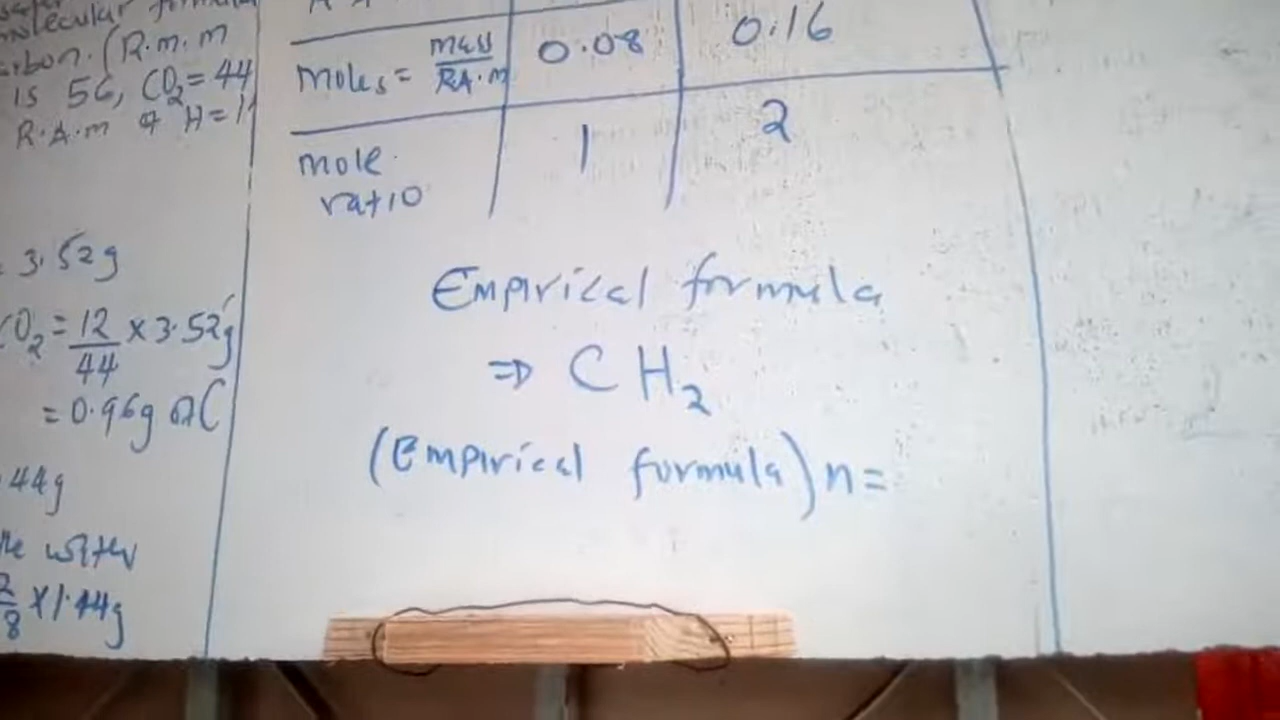 molecular formula
(R.m.m
is 56, CO2 = 44
R.A.m of H = 1
3.52g
CO2 = 12/44 x 3.52g
= 0.96g of C
.44g
water
x 1.44g
moles = mass/RA.m 0.08 0.16
mole 1 2
ratio
Empirical formula
⇒ CH2
(Empirical formula)n =